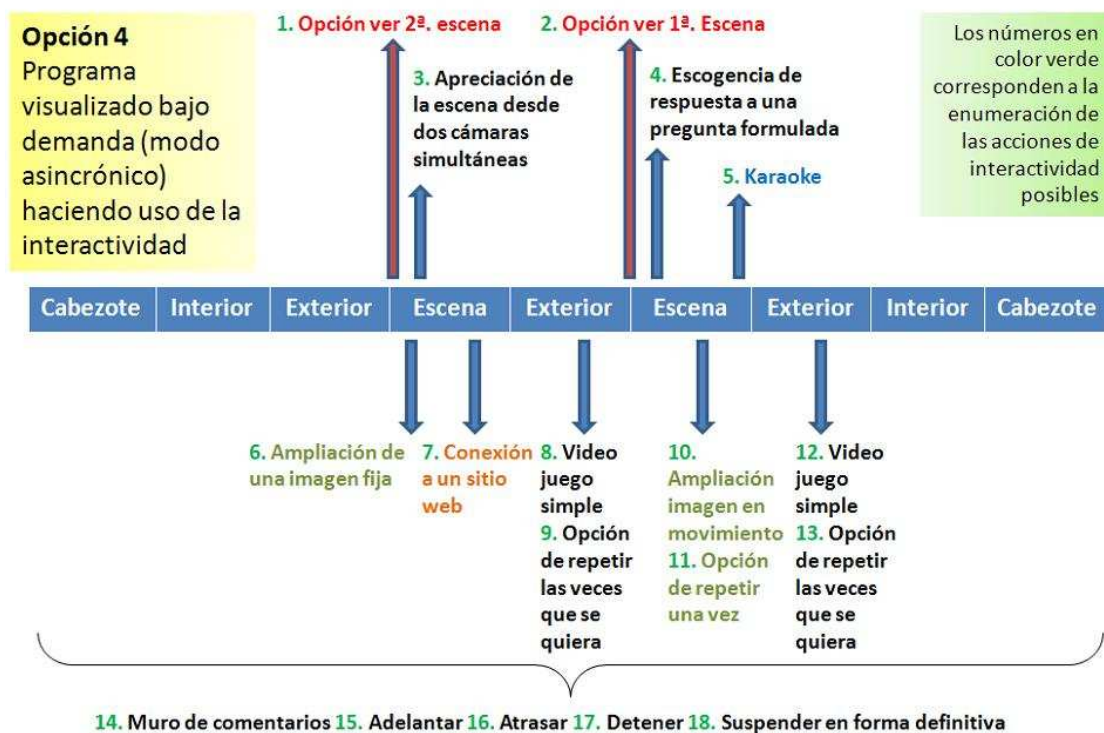 Opción 4
Programa
visualizado bajo
demanda (modo
asincrónico)
haciendo uso de la
interactividad
1. Opción ver 2ª. escena
2. Opción ver 1ª. Escena
3. Apreciación de
la escena desde
dos cámaras
simultáneas
4. Escogencia de
respuesta a una
pregunta formulada
5. Karaoke
Los números en
color verde
corresponden a la
enumeración de
las acciones de
interactividad
posibles
Cabezote Interior Exterior Escena Exterior Escena Exterior Interior Cabezote
6. Ampliación de
una imagen fija
7. Conexión
a un sitio
web
8. Video
juego
simple
9. Opción
de repetir
las veces
que se
quiera
10.
Ampliación
imagen en
movimiento
11. Opción
de repetir
una vez
12. Video
juego
simple
13. Opción
de repetir
las veces
que se
quiera
14. Muro de comentarios 15. Adelantar 16. Atrasar 17. Detener 18. Suspender en forma definitiva